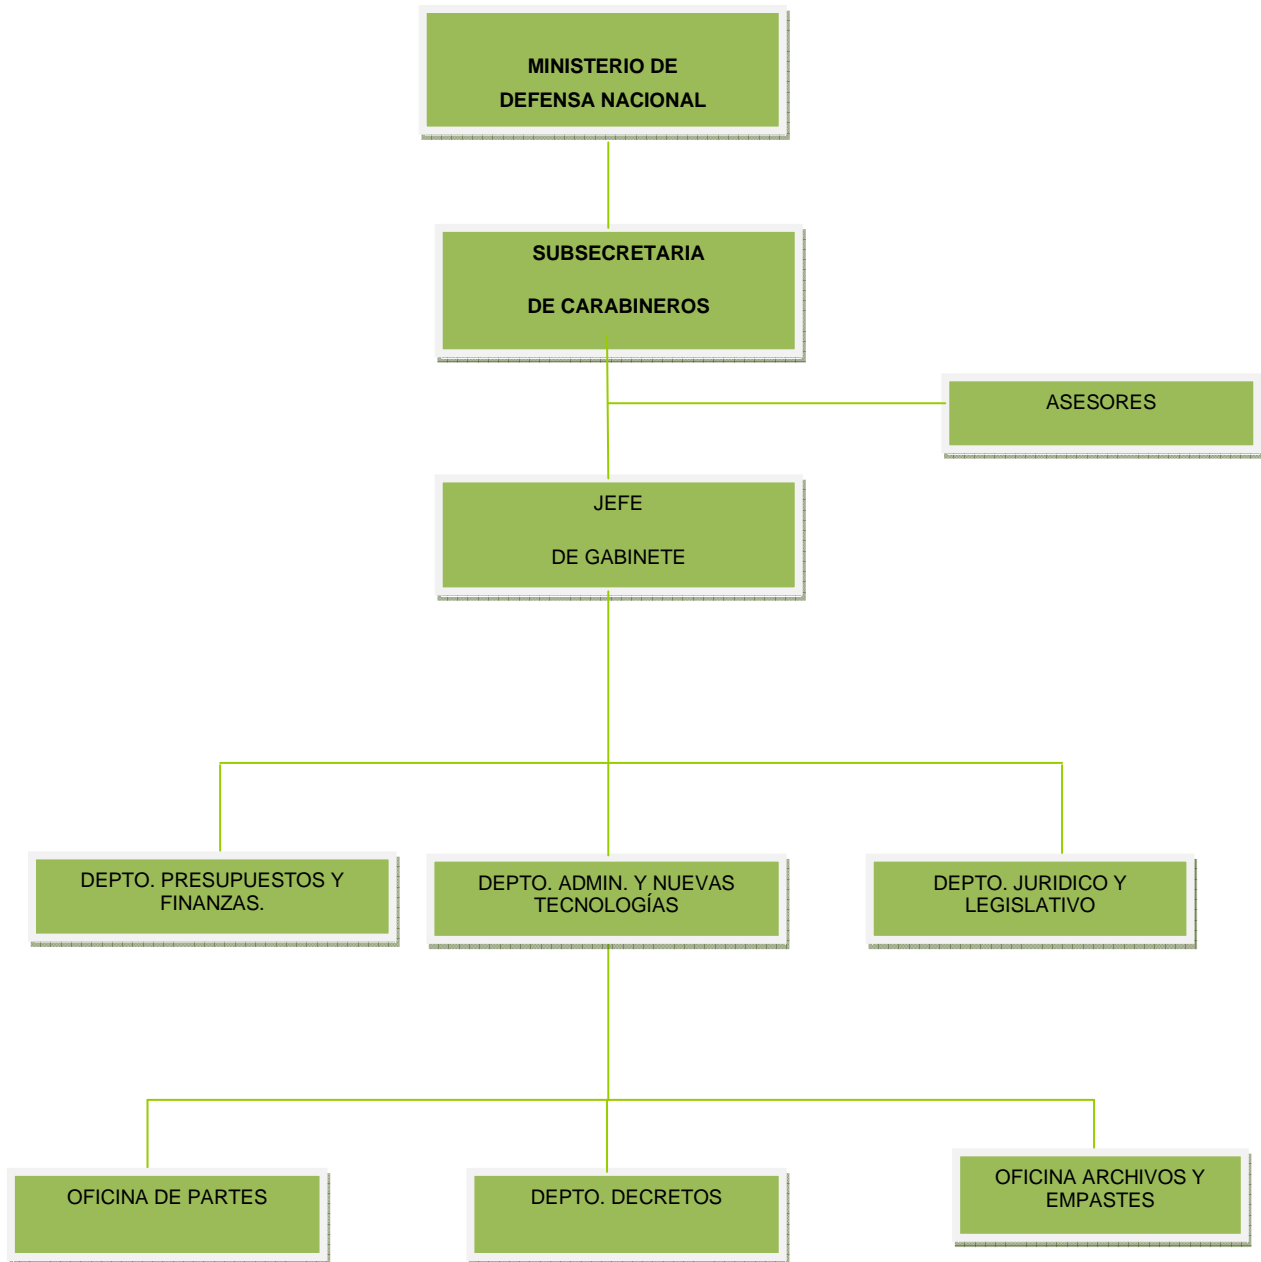 MINISTERIO DE
DEFENSA NACIONAL
SUBSECRETARIA
DE CARABINEROS
ASESORES
JEFE
DE GABINETE
DEPTO. PRESUPUESTOS Y
FINANZAS.
DEPTO. ADMIN. Y NUEVAS
TECNOLOGÍAS
DEPTO. JURIDICO Y
LEGISLATIVO
OFICINA DE PARTES
DEPTO. DECRETOS
OFICINA ARCHIVOS Y
EMPASTES